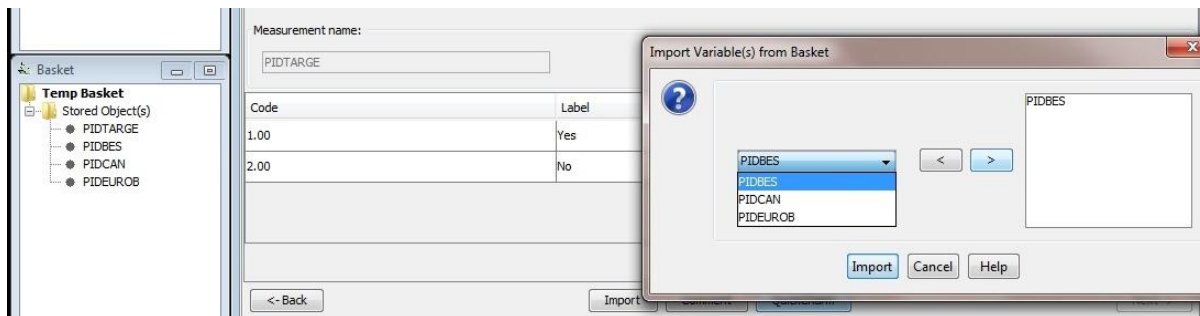 Basket
Temp Basket
Stored Object(s)
PIDTARGE
PIDBES
PIDCAN
PIDEUROB
Measurement name:
PIDTARGE
Code Label
1.00 Yes
2.00 No
<- Back Import Comment
Import Variable(s) from Basket
PIDBES
PIDBES
PIDCAN
PIDEUROB
< >
PIDBES
Import Cancel Help